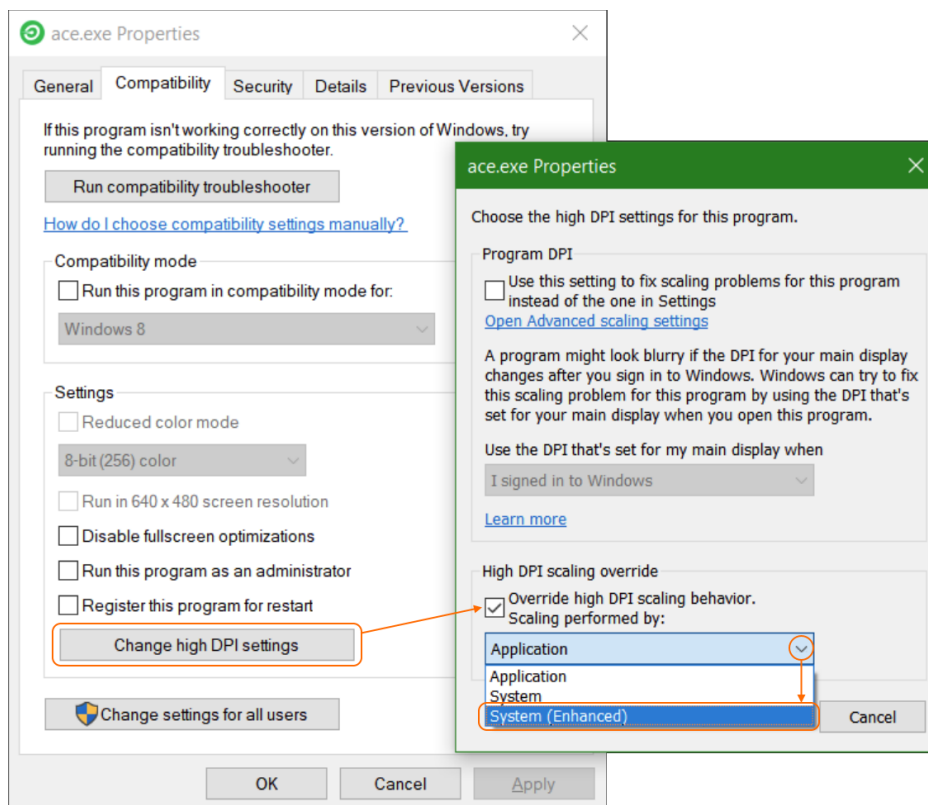 ace.exe Properties
General
Compatibility
Security
Details
Previous Versions
If this program isn't working correctly on this version of Windows, try
running the compatibility troubleshooter.
Run compatibility troubleshooter
How do I choose compatibility settings manually?
Compatibility mode
Run this program in compatibility mode for:
Windows 8
Settings
Reduced color mode
8-bit (256) color
Run in 640 x 480 screen resolution
Disable fullscreen optimizations
Run this program as an administrator
Register this program for restart
Change high DPI settings
Change settings for all users
OK
Cancel
Apply
ace.exe Properties
Choose the high DPI settings for this program.
Program DPI
Use this setting to fix scaling problems for this program
instead of the one in Settings
Open Advanced scaling settings
A program might look blurry if the DPI for your main display
changes after you sign in to Windows. Windows can try to fix
this scaling problem for this program by using the DPI that's
set for your main display when you open this program.
Use the DPI that's set for my main display when
I signed in to Windows
Learn more
High DPI scaling override
Override high DPI scaling behavior.
Scaling performed by:
Application
Application
System
System (Enhanced)
Cancel